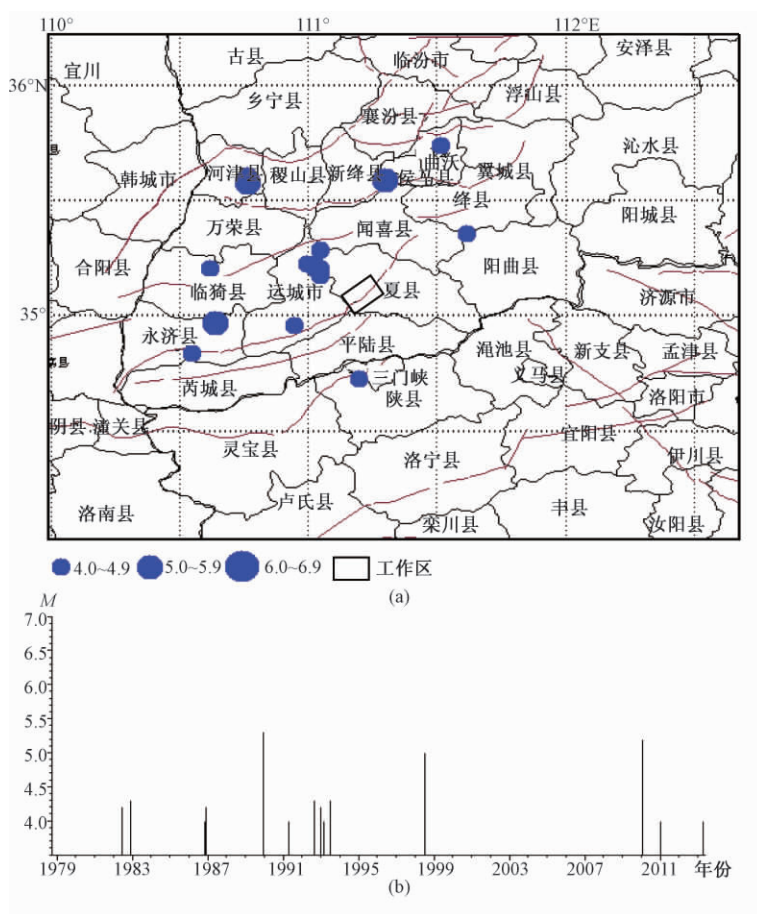 110° 111° 112°E
安泽县
古县 临汾市
宜川
36°N
浮山县
乡宁县
襄汾县
沁水县
曲沃
河津县 稷山县 新绛县 翼城县
韩城市
绛县
阳城县
万荣县 闻喜县
合阳县 阳曲县
临猗县 运城市 夏县
济源市
35°
永济县
平陆县 渑池县 新支县 孟津县
三门峡 义马县
芮城县
陕县 洛阳市
阴县 潼关县 宜阳县
灵宝县 洛宁县 伊川县
卢氏县
洛南县 丰县
栾川县 汝阳县
4.0~4.9 5.0~5.9 6.0~6.9 工作区
(a)
M
7.0
6.5
6.0
5.5
5.0
4.5
4.0
1979 1983 1987 1991 1995 1999 2003 2007 2011 年份
(b)